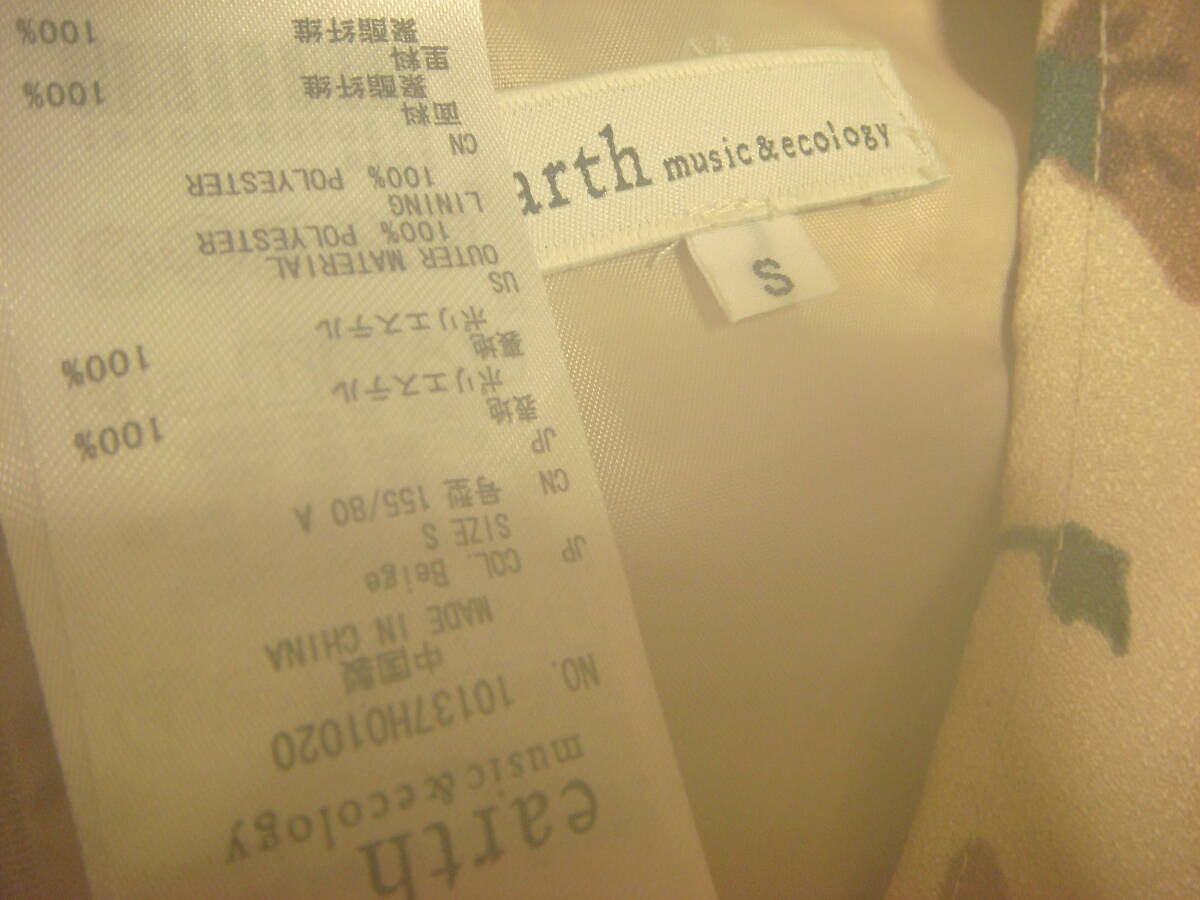 earth
music&ecology
NO. 10137H01020
中国製
MADE IN CHINA
JP COL. Beige
SIZE S
CN 号型 155/80 A
JP
表地
ポリエステル 100%
裏地
ポリエステル 100%
US
OUTER MATERIAL
100% POLYESTER
LINING
100% POLYESTER
CN
面料
聚酯纤维 100%
里料
聚酯纤维 100%
arth music&ecology
S